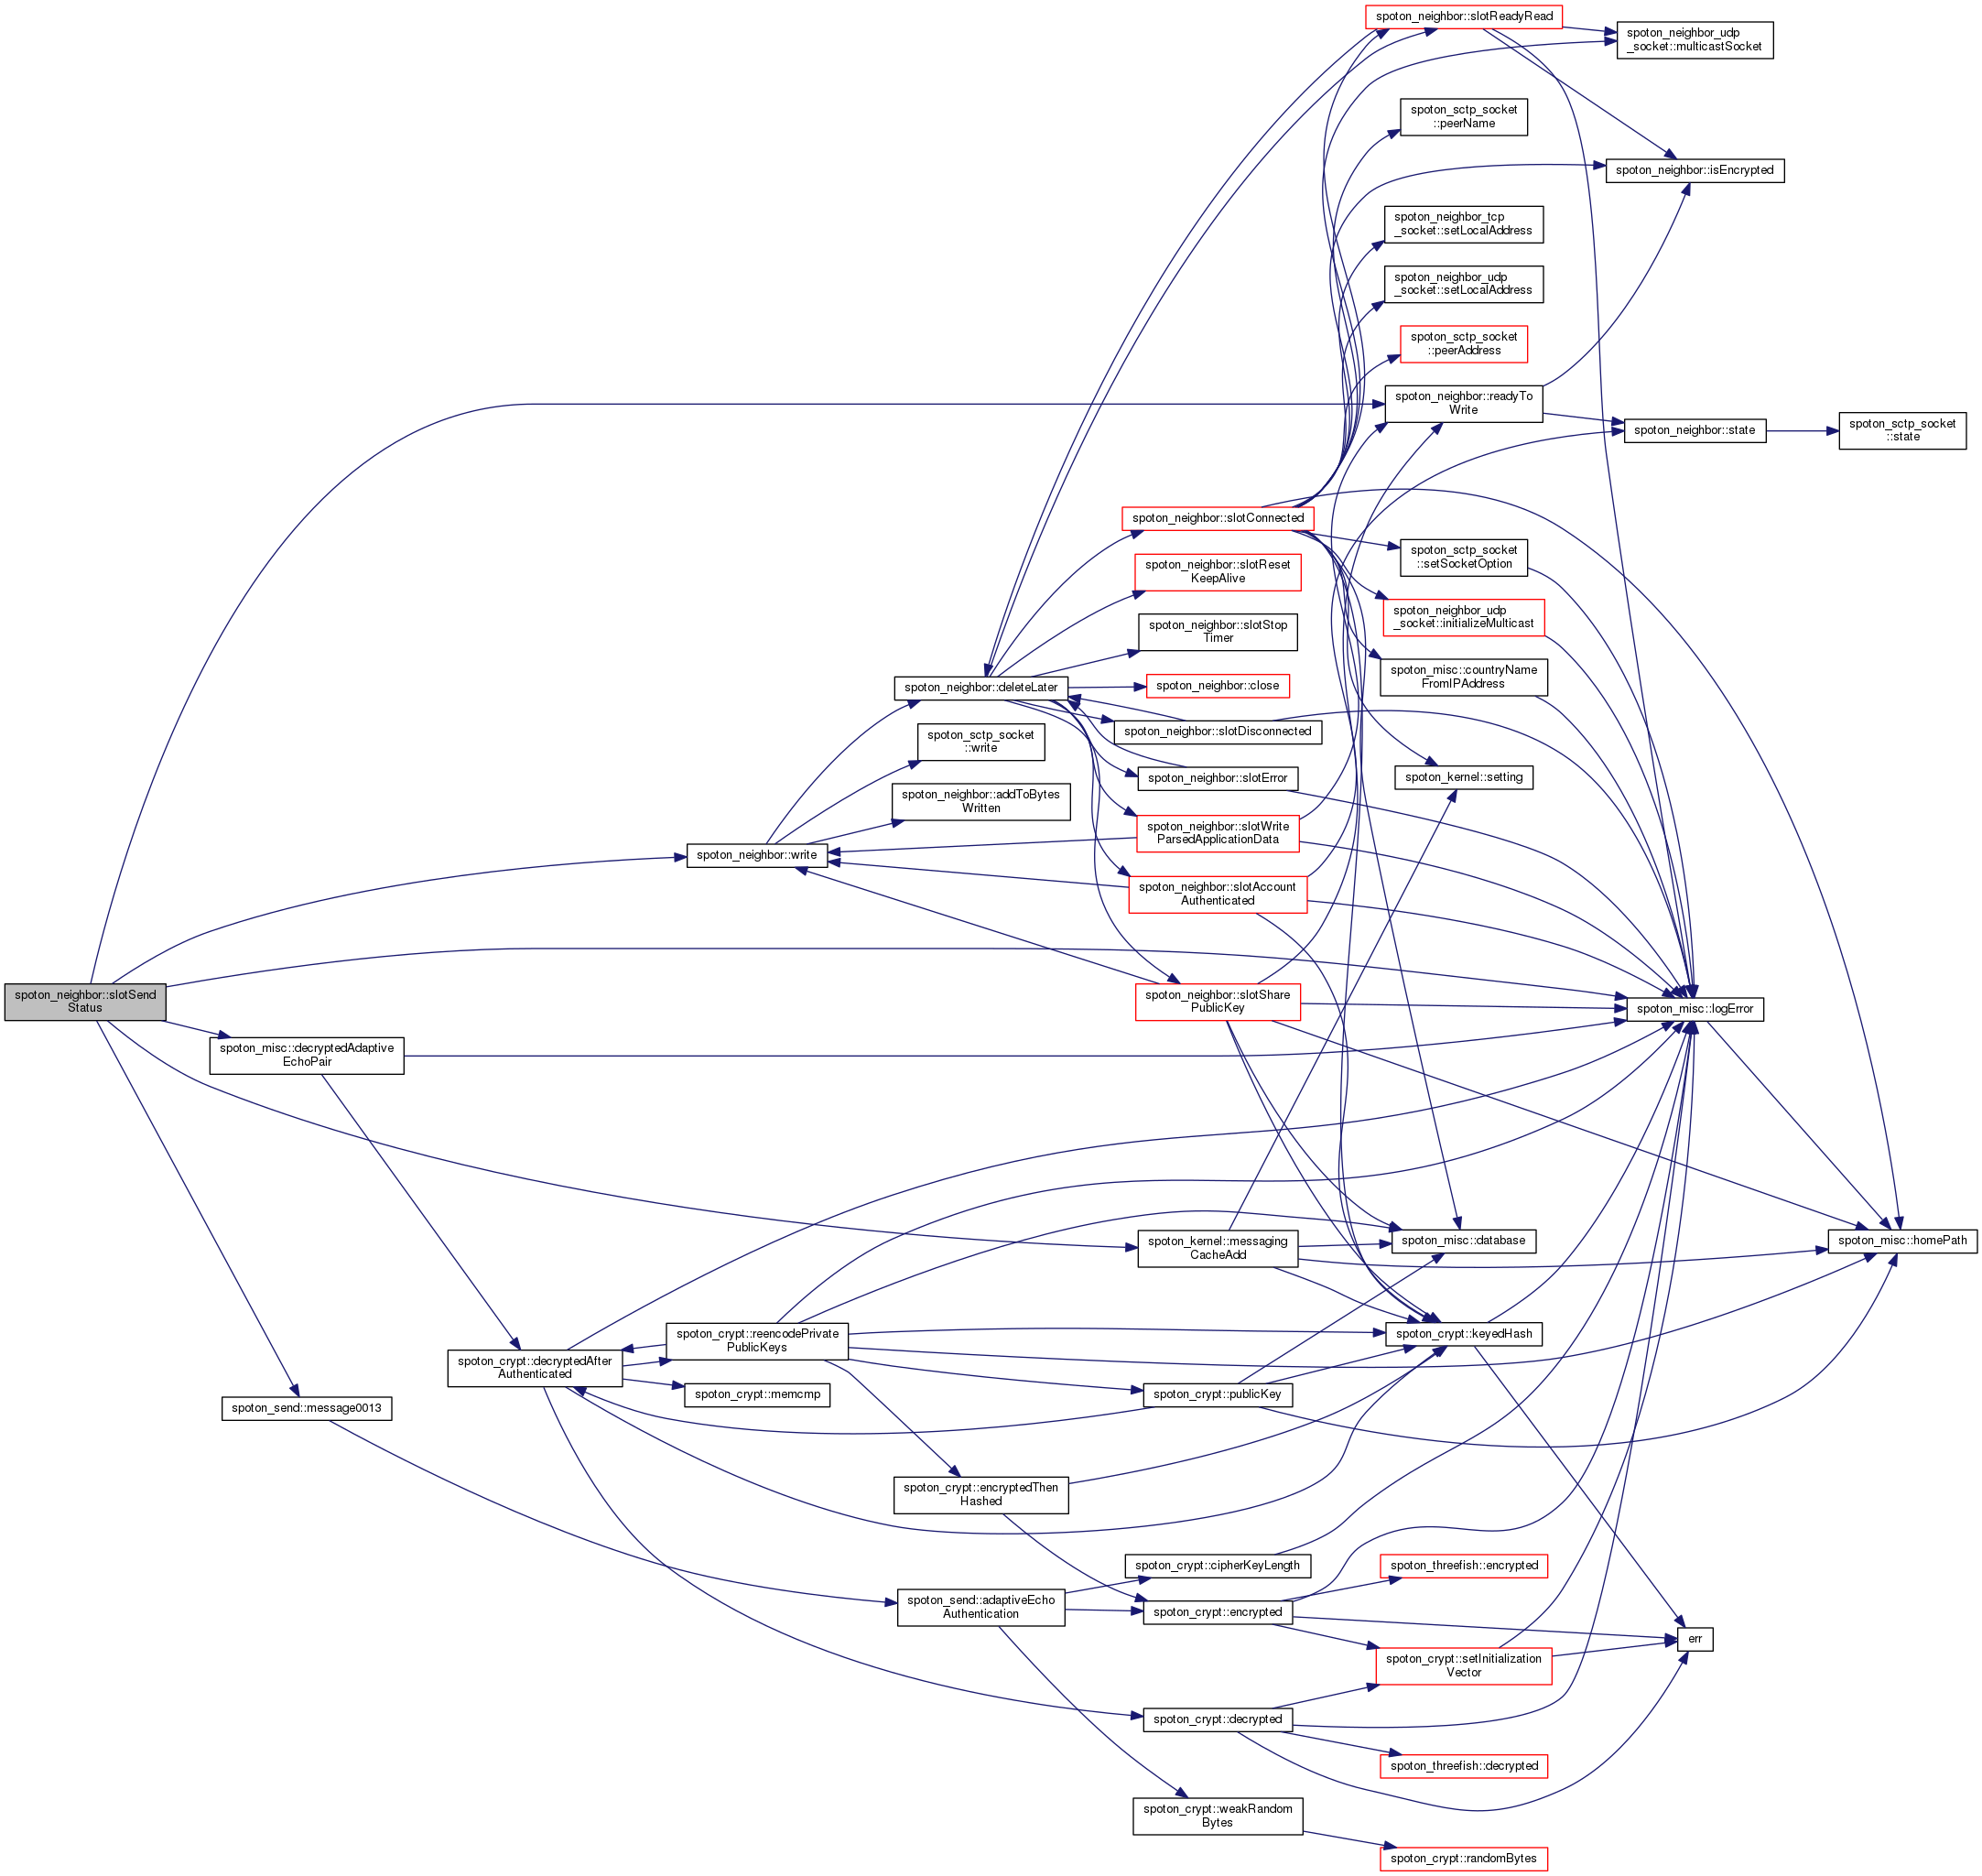 spoton_neighbor::slotReadyRead
spoton_neighbor_udp
_socket::multicastSocket
spoton_sctp_socket
::peerName
spoton_neighbor::isEncrypted
spoton_neighbor_tcp
_socket::setLocalAddress
spoton_neighbor_udp
_socket::setLocalAddress
spoton_sctp_socket
::peerAddress
spoton_neighbor::readyTo
Write
spoton_neighbor::state
spoton_sctp_socket
::state
spoton_neighbor::slotConnected
spoton_sctp_socket
::setSocketOption
spoton_neighbor::slotReset
KeepAlive
spoton_neighbor_udp
_socket::initializeMulticast
spoton_neighbor::slotStop
Timer
spoton_misc::countryName
FromIPAddress
spoton_neighbor::deleteLater
spoton_neighbor::close
spoton_neighbor::slotDisconnected
spoton_sctp_socket
::write
spoton_neighbor::slotError
spoton_kernel::setting
spoton_neighbor::addToBytes
Written
spoton_neighbor::slotWrite
ParsedApplicationData
spoton_neighbor::write
spoton_neighbor::slotAccount
Authenticated
spoton_neighbor::slotSend
Status
spoton_neighbor::slotShare
PublicKey
spoton_misc::logError
spoton_misc::decryptedAdaptive
EchoPair
spoton_kernel::messaging
CacheAdd
spoton_misc::database
spoton_misc::homePath
spoton_crypt::reencodePrivate
PublicKeys
spoton_crypt::keyedHash
spoton_crypt::decryptedAfter
Authenticated
spoton_crypt::memcmp
spoton_crypt::publicKey
spoton_send::message0013
spoton_crypt::encryptedThen
Hashed
spoton_crypt::cipherKeyLength
spoton_threefish::encrypted
spoton_send::adaptiveEcho
Authentication
spoton_crypt::encrypted
err
spoton_crypt::setInitialization
Vector
spoton_crypt::decrypted
spoton_threefish::decrypted
spoton_crypt::weakRandom
Bytes
spoton_crypt::randomBytes